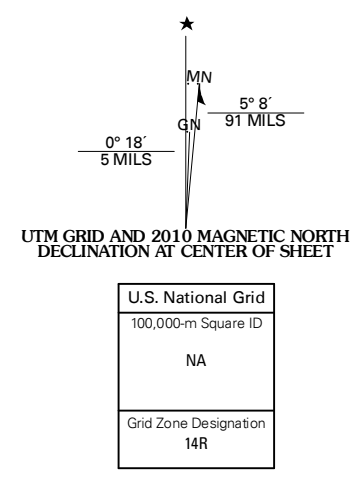 MN
5° 8´
91 MILS
GN
0° 18´
5 MILS
UTM GRID AND 2010 MAGNETIC NORTH
DECLINATION AT CENTER OF SHEET
U.S. National Grid
100,000-m Square ID
NA
Grid Zone Designation
14R